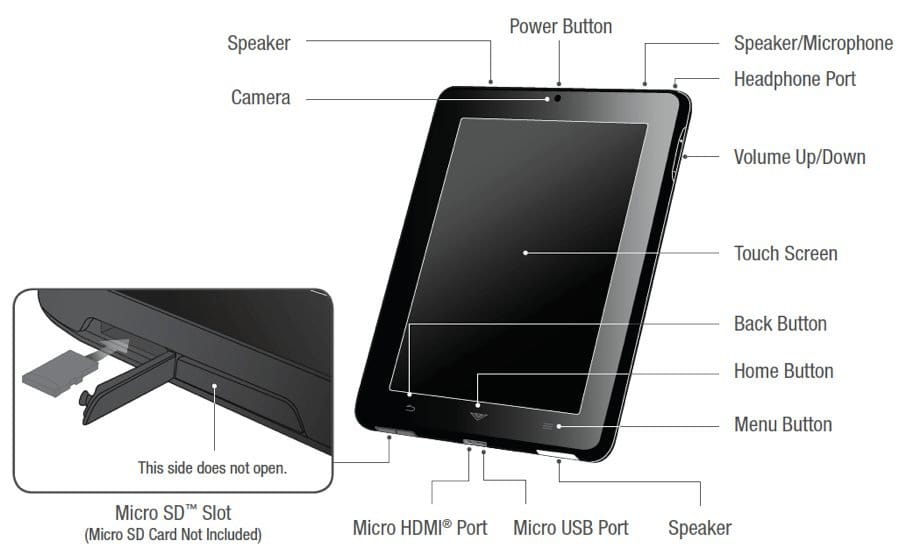 Power Button
Speaker
Speaker/Microphone
Headphone Port
Camera
Volume Up/Down
Touch Screen
Back Button
Home Button
Menu Button
This side does not open.
Micro SD™ Slot
(Micro SD Card Not Included)
Micro HDMI® Port
Micro USB Port
Speaker